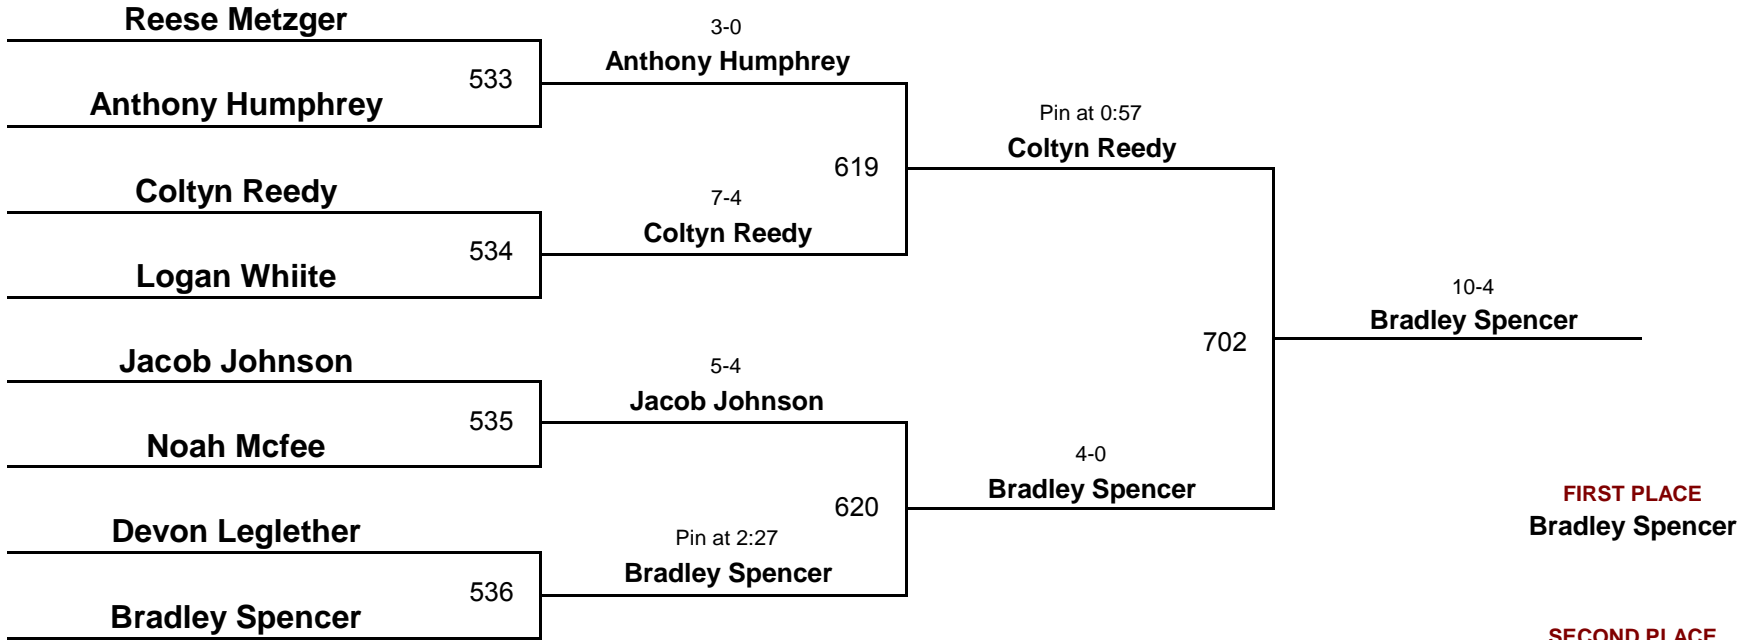 Reese Metzger
533
Anthony Humphrey
Coltyn Reedy
534
Logan Whiite
Jacob Johnson
535
Noah Mcfee
Devon Leglether
536
Bradley Spencer
3-0
Anthony Humphrey
619
7-4
Coltyn Reedy
5-4
Jacob Johnson
620
Pin at 2:27
Bradley Spencer
Pin at 0:57
Coltyn Reedy
702
4-0
Bradley Spencer
10-4
Bradley Spencer
FIRST PLACE
Bradley Spencer
SECOND PLACE